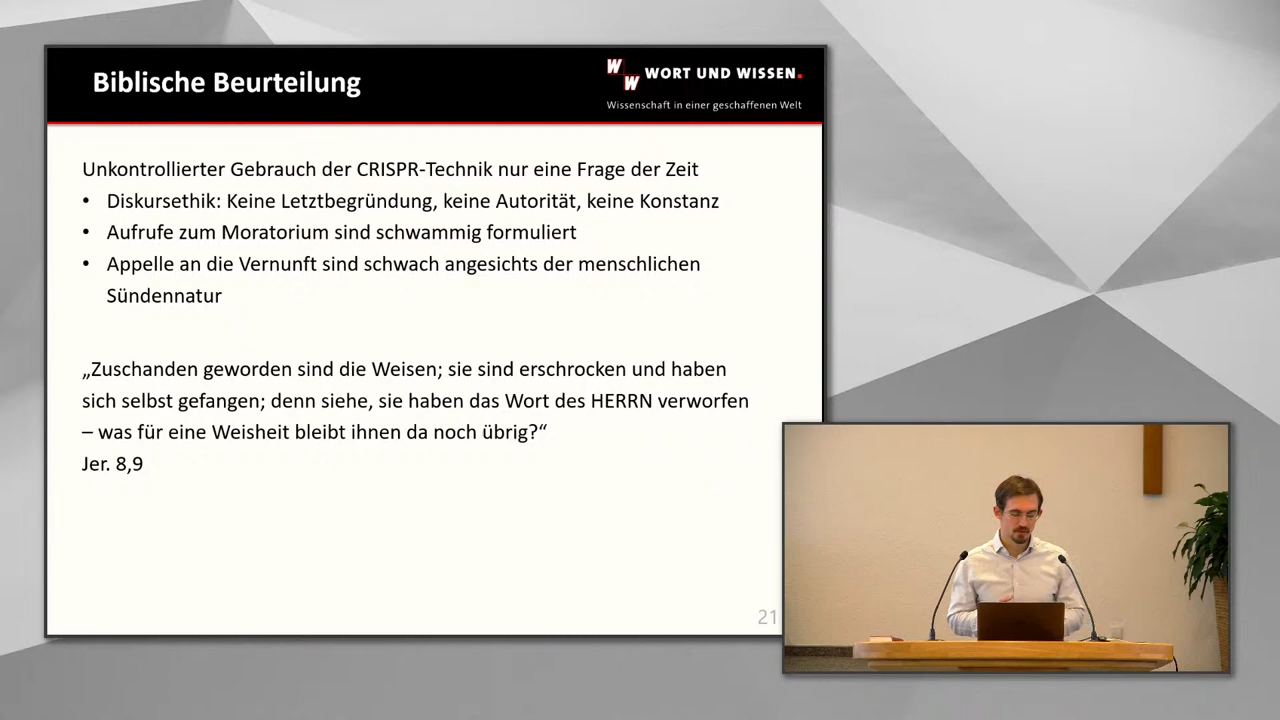 Biblische Beurteilung
W
W
WORT UND WISSEN.
Wissenschaft in einer geschaffenen Welt
Unkontrollierter Gebrauch der CRISPR-Technik nur eine Frage der Zeit
• Diskursethik: Keine Letztbegründung, keine Autorität, keine Konstanz
• Aufrufe zum Moratorium sind schwammig formuliert
• Appelle an die Vernunft sind schwach angesichts der menschlichen
Sündennatur
„Zuschanden geworden sind die Weisen; sie sind erschrocken und haben
sich selbst gefangen; denn siehe, sie haben das Wort des HERRN verworfen
– was für eine Weisheit bleibt ihnen da noch übrig?“
Jer. 8,9
21